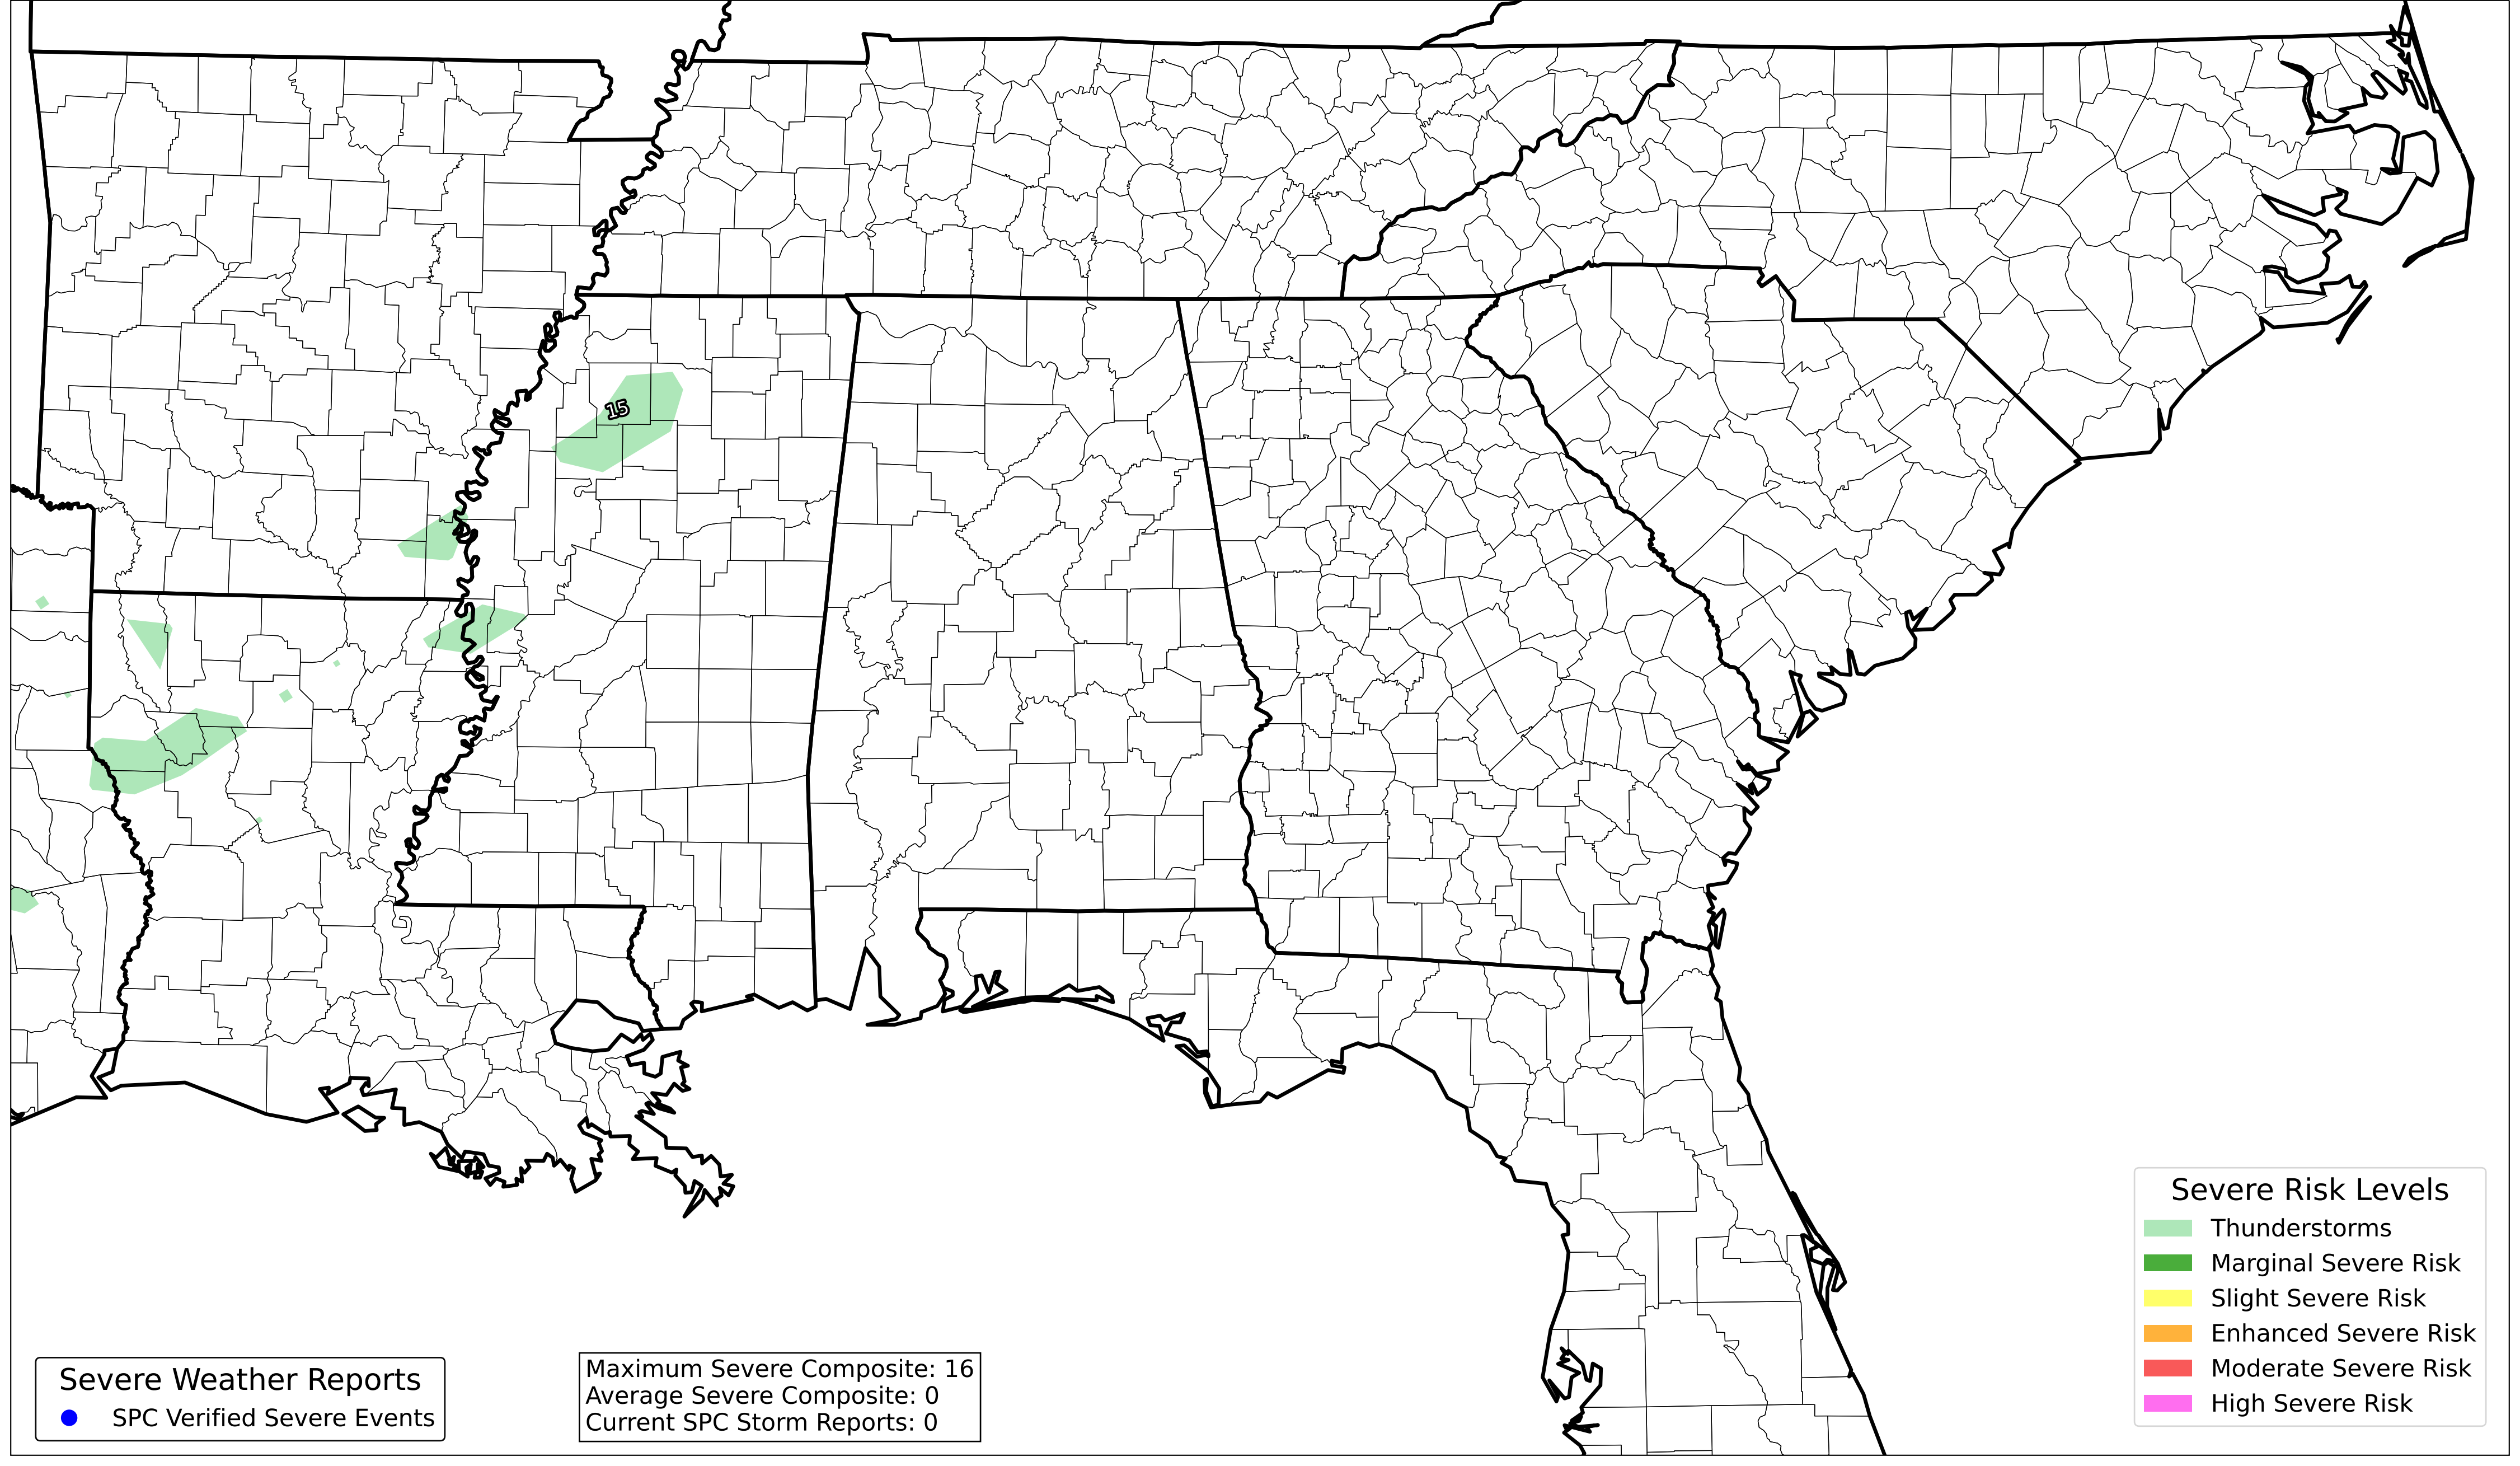 15
Severe Risk Levels
Thunderstorms
Marginal Severe Risk
Slight Severe Risk
Enhanced Severe Risk
Moderate Severe Risk
High Severe Risk
Severe Weather Reports
SPC Verified Severe Events
Maximum Severe Composite: 16
Average Severe Composite: 0
Current SPC Storm Reports: 0